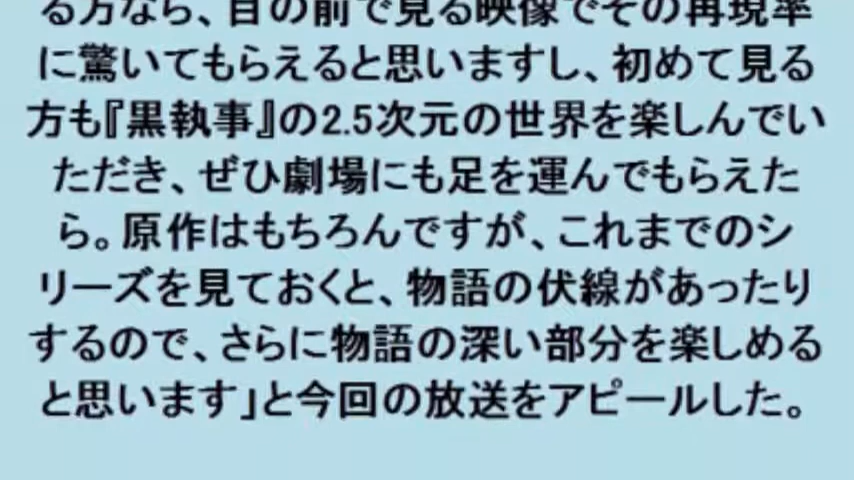 る方なら、目の前で見る映像でその再現率
に驚いてもらえると思いますし、初めて見る
方も『黒執事』の2.5次元の世界を楽しんでい
ただき、ぜひ劇場にも足を運んでもらえた
ら。原作はもちろんですが、これまでのシ
リーズを見ておくと、物語の伏線があったり
するので、さらに物語の深い部分を楽しめる
と思います」と今回の放送をアピールした。